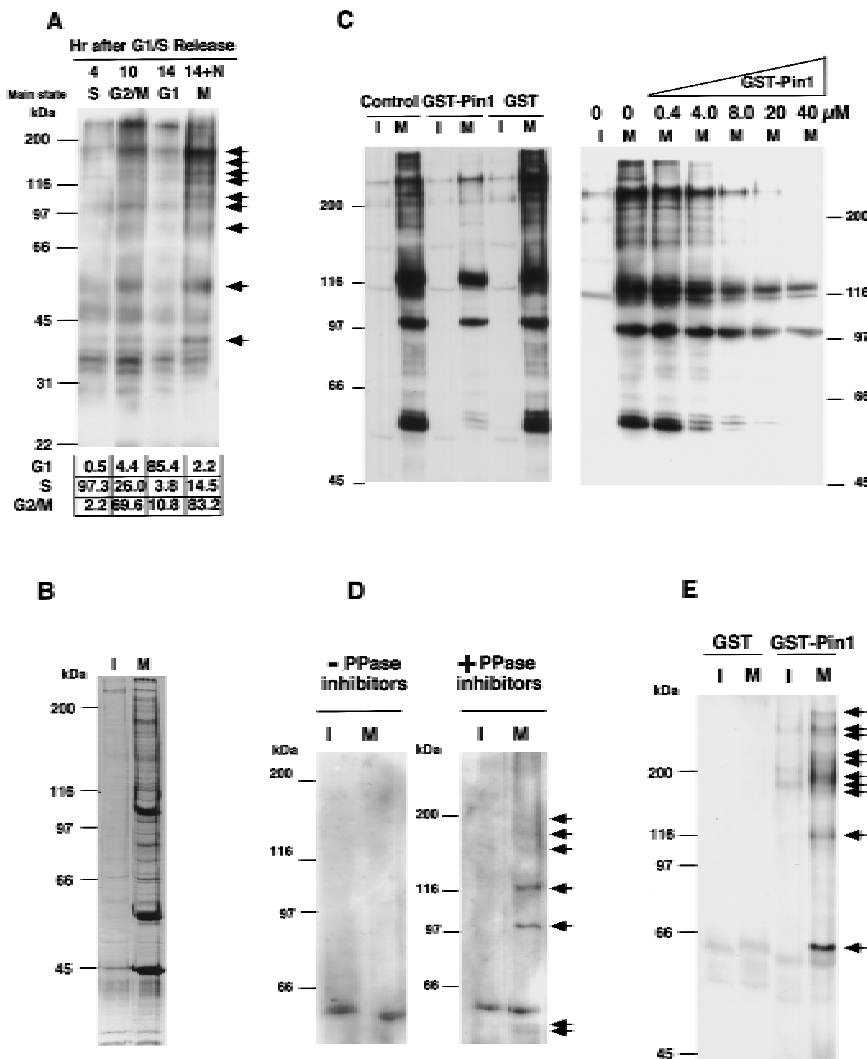 A
Hr after G1/S Release
4 10 14 14+N
Main state S G2/M G1 M
kDa
200
115
97
66
45
31
22
G1 0.5 4.4 85.4 2.2
S 97.3 26.0 3.8 14.5
G2/M 2.2 69.6 10.8 83.2
C
Control GST-Pin1 GST
I M I M I M
200
116
97
66
45
GST-Pin1
0 0 0.4 4.0 8.0 20 40 µM
I M M M M M M
200
116
97
66
45
B
I M
kDa
200
115
97
66
45
D
- PPase inhibitors
I M
kDa
200
116
97
66
+ PPase inhibitors
I M
kDa
200
116
97
66
E
GST GST-Pin1
I M I M
kDa
200
116
97
66
45